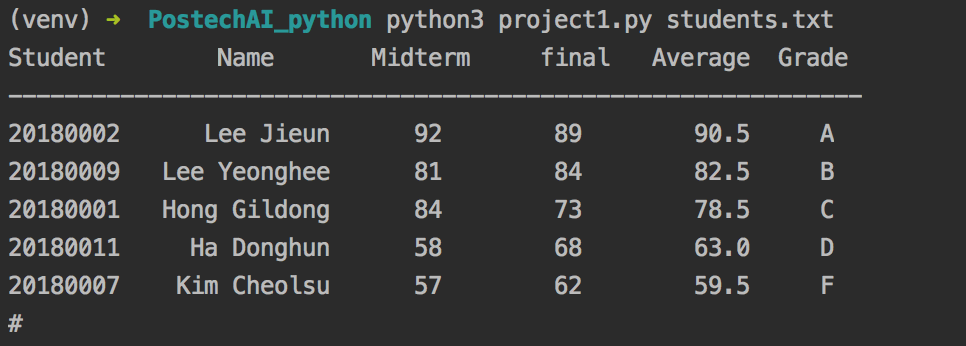 (venv) ➜ PostechAI_python python3 project1.py students.txt
Student Name Midterm final Average Grade
-------------------------------------------------------------
20180002 Lee Jieun 92 89 90.5 A
20180009 Lee Yeonghee 81 84 82.5 B
20180001 Hong Gildong 84 73 78.5 C
20180011 Ha Donghun 58 68 63.0 D
20180007 Kim Cheolsu 57 62 59.5 F
#